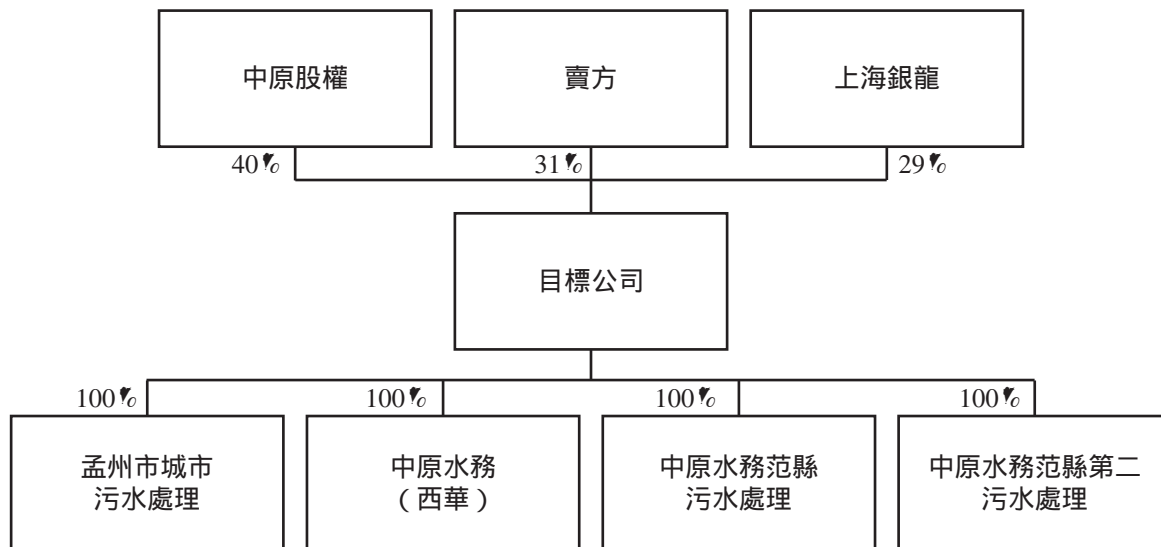 中原股權
賣方
上海銀龍
40%
31%
29%
目標公司
100%
100%
100%
100%
孟州市城市
污水處理
中原水務
（西華）
中原水務范縣
污水處理
中原水務范縣第二
污水處理